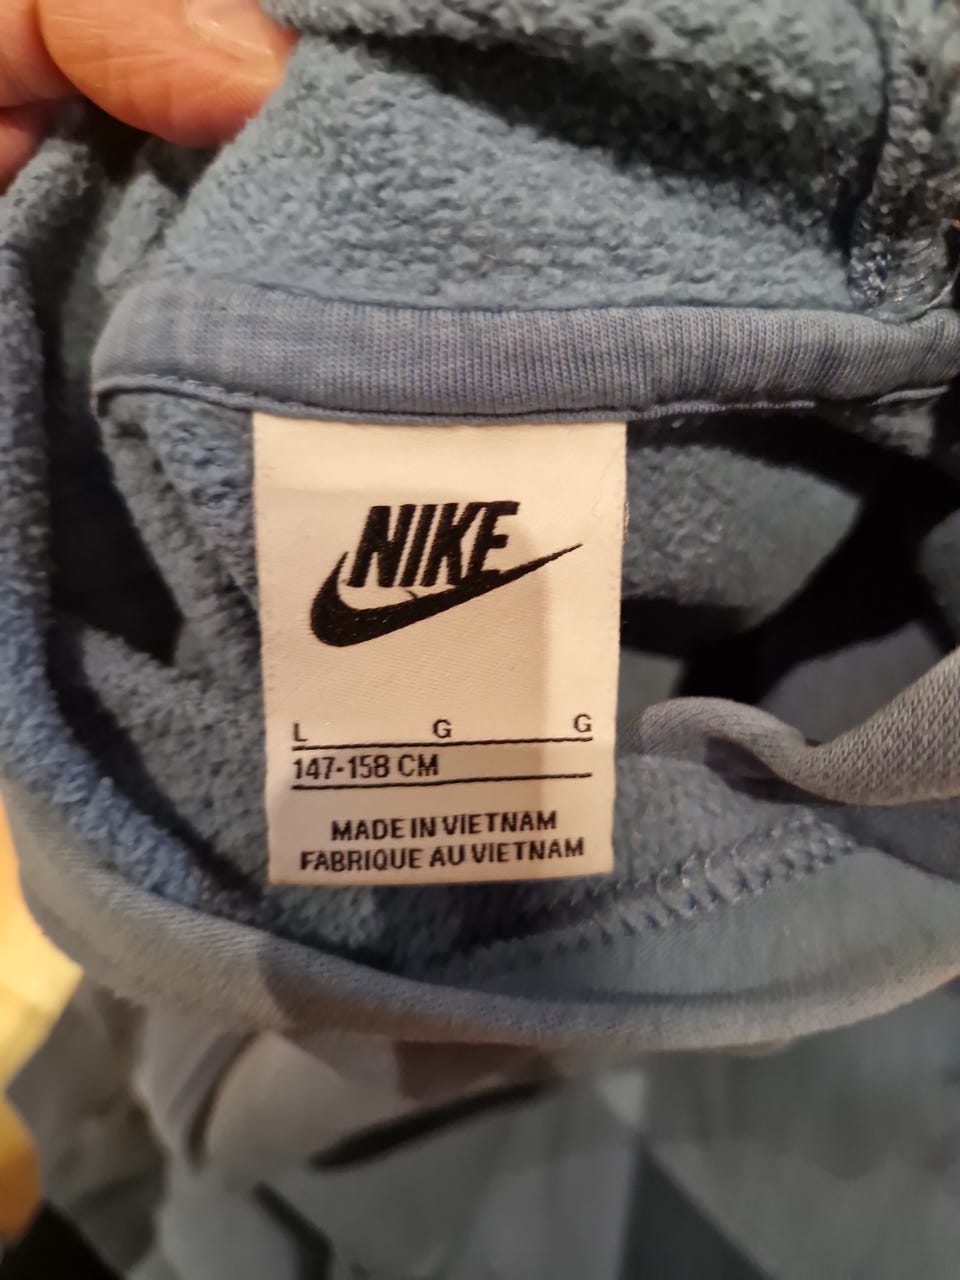 NIKE
L G G
147-158 CM
MADE IN VIETNAM
FABRIQUE AU VIETNAM